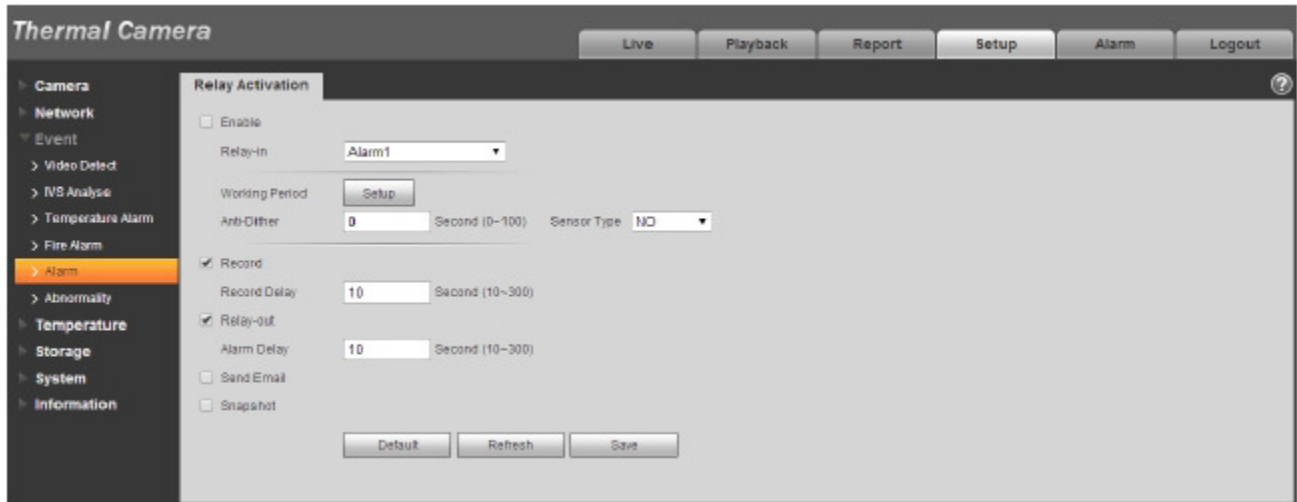 Thermal Camera
Live Playback Report Setup Alarm Logout
Camera
Network
Event
> Video Detect
> IVS Analyse
> Temperature Alarm
> Fire Alarm
> Alarm
> Abnormality
Temperature
Storage
System
Information
Relay Activation ?
Enable
Relay-in Alarm1
Working Period Setup
Anti-Dither 0 Second (0~100) Sensor Type NO
Record
Record Delay 10 Second (10~300)
Relay-out
Alarm Delay 10 Second (10~300)
Send Email
Snapshot
Default Refresh Save